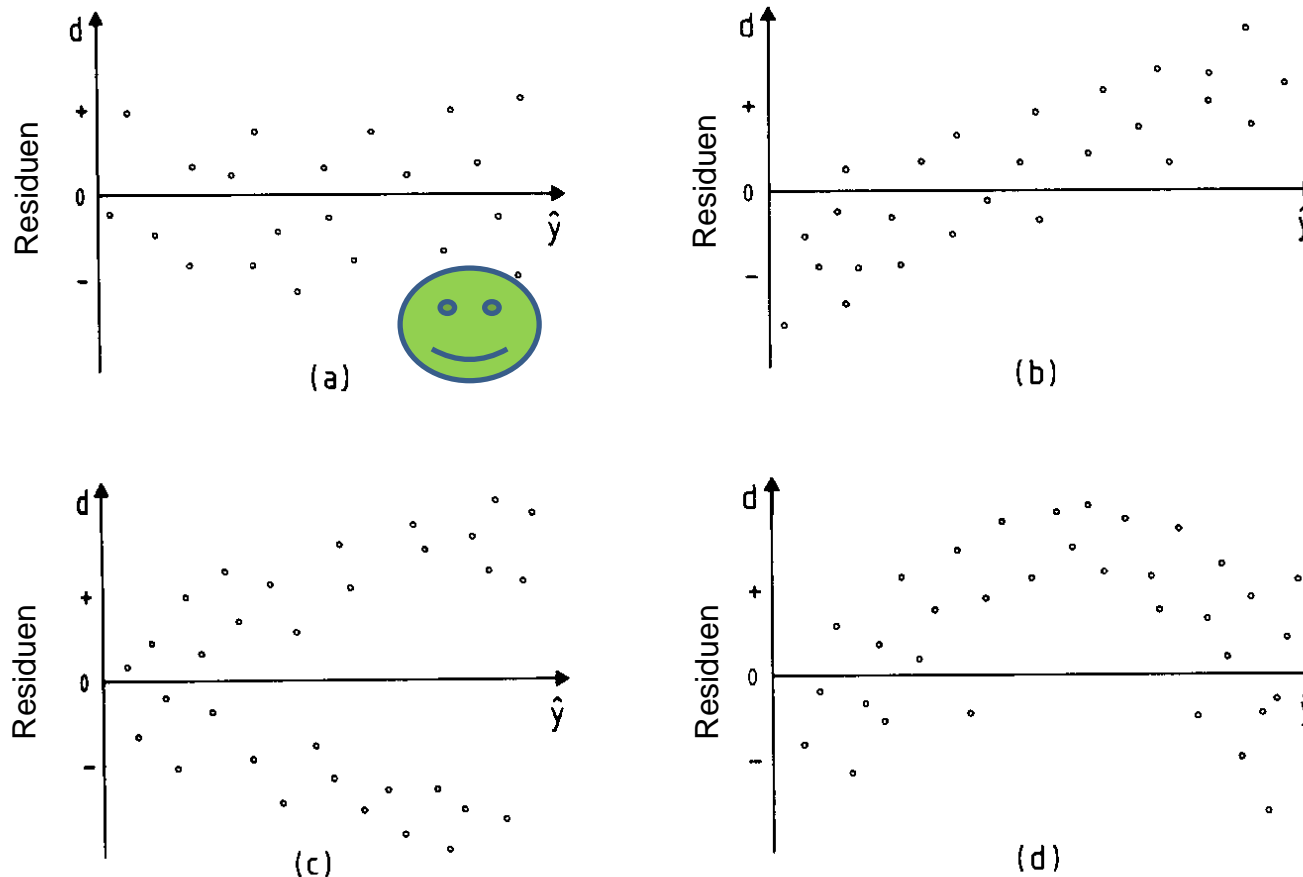 d
+
Residuen
0
ŷ
-
(a)
d
+
Residuen
0
-
(b)
d
+
Residuen
0
ŷ
-
(c)
d
+
Residuen
0
-
(d)